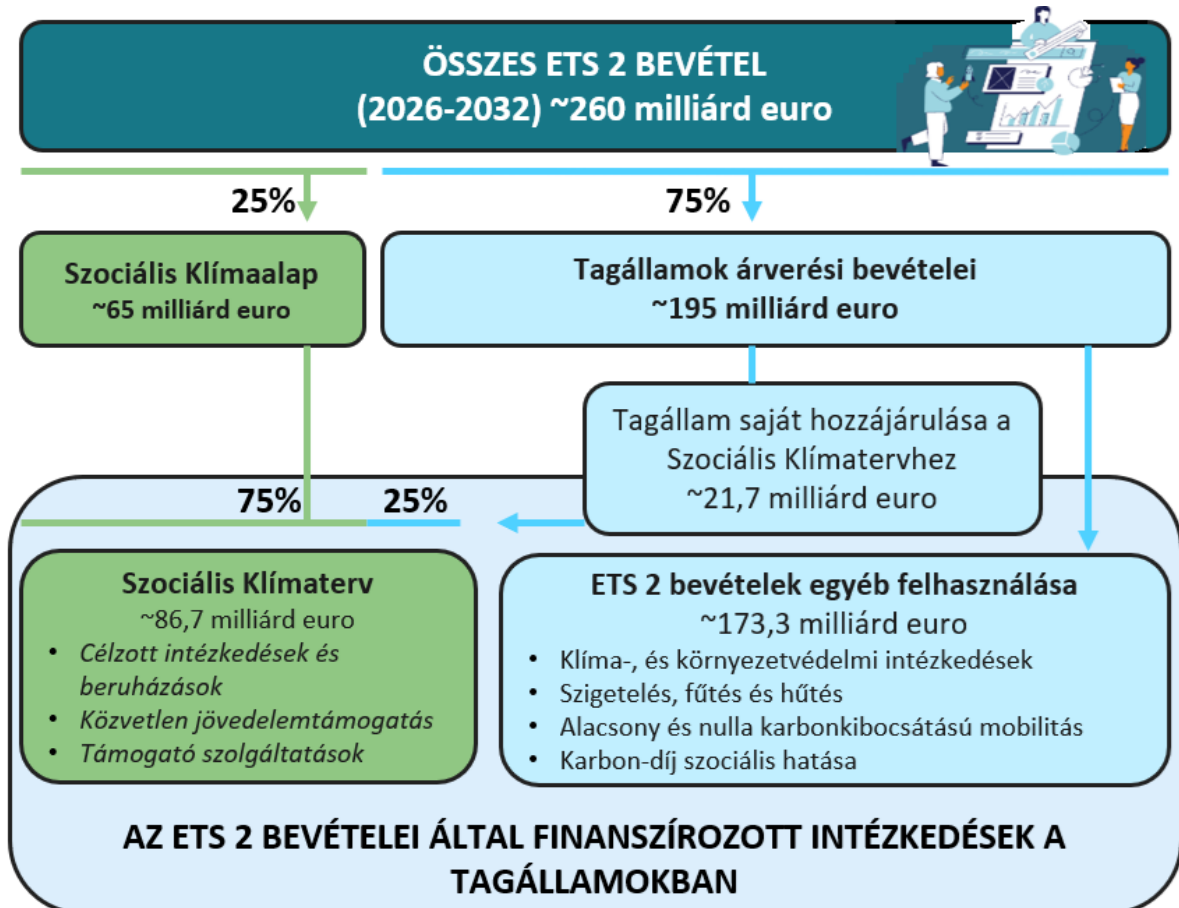 ÖSSZES ETS 2 BEVÉTEL
(2026-2032) ~260 milliárd euro
25%
75%
Szociális Klímaalap
~65 milliárd euro
Tagállamok árverési bevételei
~195 milliárd euro
Tagállam saját hozzájárulása a
Szociális Klímatervhez
~21,7 milliárd euro
75%
25%
Szociális Klímaterv
~86,7 milliárd euro
• Célzott intézkedések és
beruházások
• Közvetlen jövedelemtámogatás
• Támogató szolgáltatások
ETS 2 bevételek egyéb felhasználása
~173,3 milliárd euro
• Klíma-, és környezetvédelmi intézkedések
• Szigetelés, fűtés és hűtés
• Alacsony és nulla karbonkibocsátású mobilitás
• Karbon-díj szociális hatása
AZ ETS 2 BEVÉTELEI ÁLTAL FINANSZÍROZOTT INTÉZKEDÉSEK A
TAGÁLLAMOKBAN